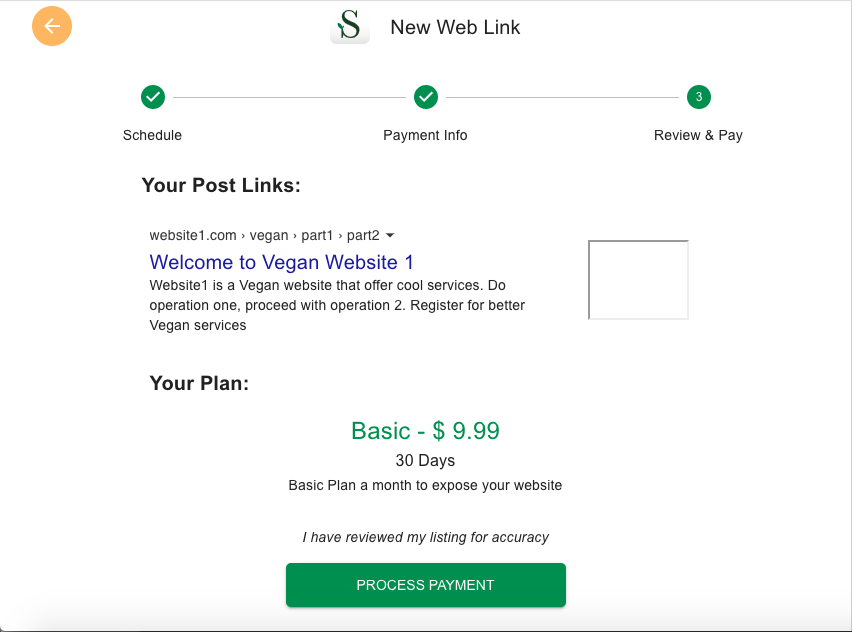 S
New Web Link
3
Schedule
Payment Info
Review & Pay
Your Post Links:
website1.com › vegan › part1 › part2
Welcome to Vegan Website 1
Website1 is a Vegan website that offer cool services. Do
operation one, proceed with operation 2. Register for better
Vegan services
Your Plan:
Basic - $ 9.99
30 Days
Basic Plan a month to expose your website
I have reviewed my listing for accuracy
PROCESS PAYMENT